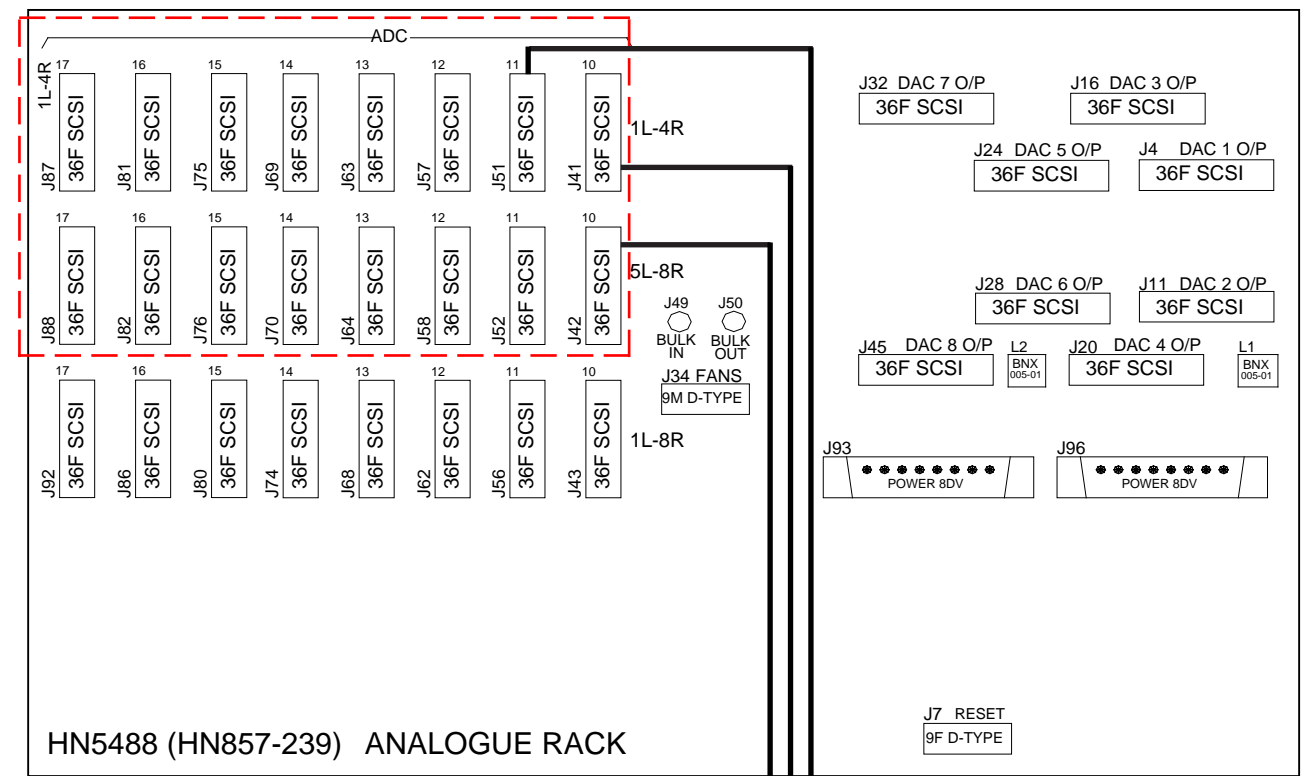 ADC
1L-4R
17 16 15 14 13 12 11 10
J87 36F SCSI J81 36F SCSI J75 36F SCSI J69 36F SCSI J63 36F SCSI J57 36F SCSI J51 36F SCSI J41 36F SCSI
1L-4R
17 16 15 14 13 12 11 10
J88 36F SCSI J82 36F SCSI J76 36F SCSI J70 36F SCSI J64 36F SCSI J58 36F SCSI J52 36F SCSI J42 36F SCSI
5L-8R
17 16 15 14 13 12 11 10
J92 36F SCSI J86 36F SCSI J80 36F SCSI J74 36F SCSI J68 36F SCSI J62 36F SCSI J56 36F SCSI J43 36F SCSI
1L-8R
J49
BULK
IN
J50
BULK
OUT
J34 FANS
9M D-TYPE
J32 DAC 7 O/P
36F SCSI
J16 DAC 3 O/P
36F SCSI
J24 DAC 5 O/P
36F SCSI
J4 DAC 1 O/P
36F SCSI
J28 DAC 6 O/P
36F SCSI
J11 DAC 2 O/P
36F SCSI
J45 DAC 8 O/P
36F SCSI
L2
BNX
005-01
J20 DAC 4 O/P
36F SCSI
L1
BNX
005-01
J93
POWER 8DV
J96
POWER 8DV
J7 RESET
9F D-TYPE
HN5488 (HN857-239) ANALOGUE RACK